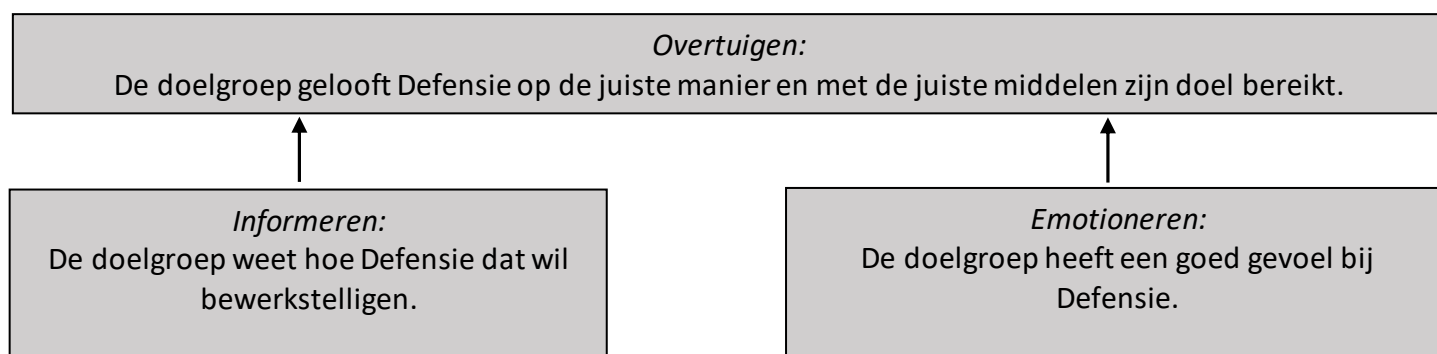 Overtuigen:
De doelgroep gelooft Defensie op de juiste manier en met de juiste middelen zijn doel bereikt.
Informeren:
De doelgroep weet hoe Defensie dat wil
bewerkstelligen.
Emotioneren:
De doelgroep heeft een goed gevoel bij
Defensie.